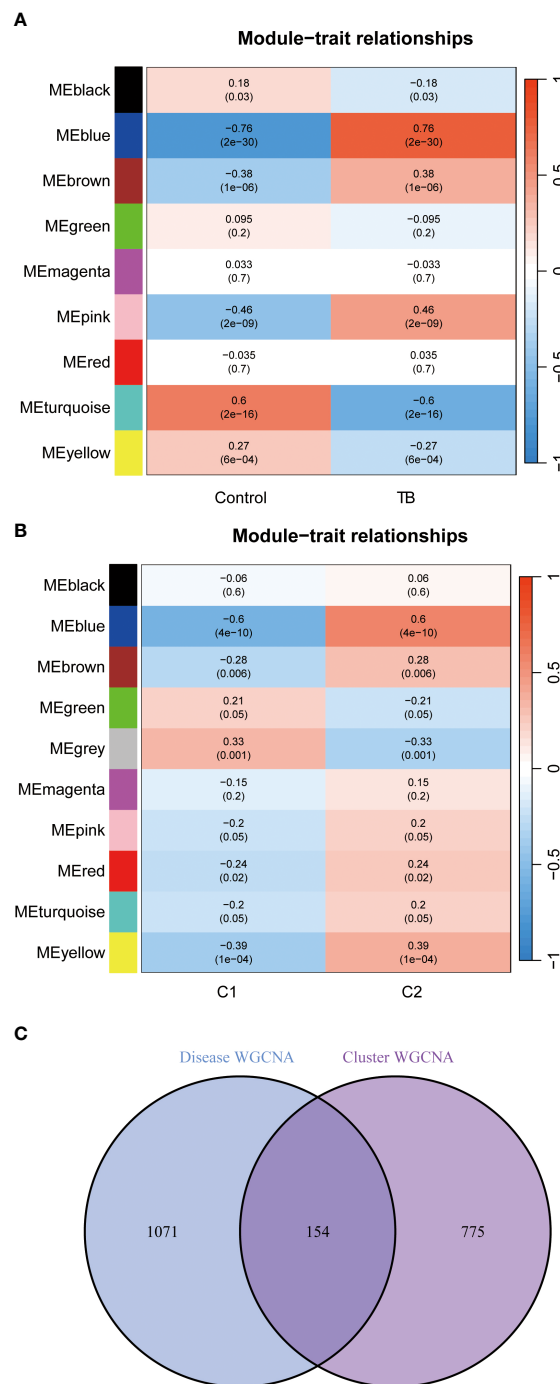 A
Module−trait relationships
MEblack 0.18 −0.18
(0.03) (0.03)
MEblue −0.76 0.76
(2e−30) (2e−30)
MEbrown −0.38 0.38
(1e−06) (1e−06)
MEgreen 0.095 −0.095
(0.2) (0.2)
MEmagenta 0.033 −0.033
(0.7) (0.7)
MEpink −0.46 0.46
(2e−09) (2e−09)
MEred −0.035 0.035
(0.7) (0.7)
MEturquoise 0.6 −0.6
(2e−16) (2e−16)
MEyellow 0.27 −0.27
(6e−04) (6e−04)
Control TB
1
0.5
0
−0.5
−1
B
Module−trait relationships
MEblack −0.06 0.06
(0.6) (0.6)
MEblue −0.6 0.6
(4e−10) (4e−10)
MEbrown −0.28 0.28
(0.006) (0.006)
MEgreen 0.21 −0.21
(0.05) (0.05)
MEgrey 0.33 −0.33
(0.001) (0.001)
MEmagenta −0.15 0.15
(0.2) (0.2)
MEpink −0.2 0.2
(0.05) (0.05)
MEred −0.24 0.24
(0.02) (0.02)
MEturquoise −0.2 0.2
(0.05) (0.05)
MEyellow −0.39 0.39
(1e−04) (1e−04)
C1 C2
1
0.5
0
−0.5
−1
C
Disease WGCNA Cluster WGCNA
1071 154 775